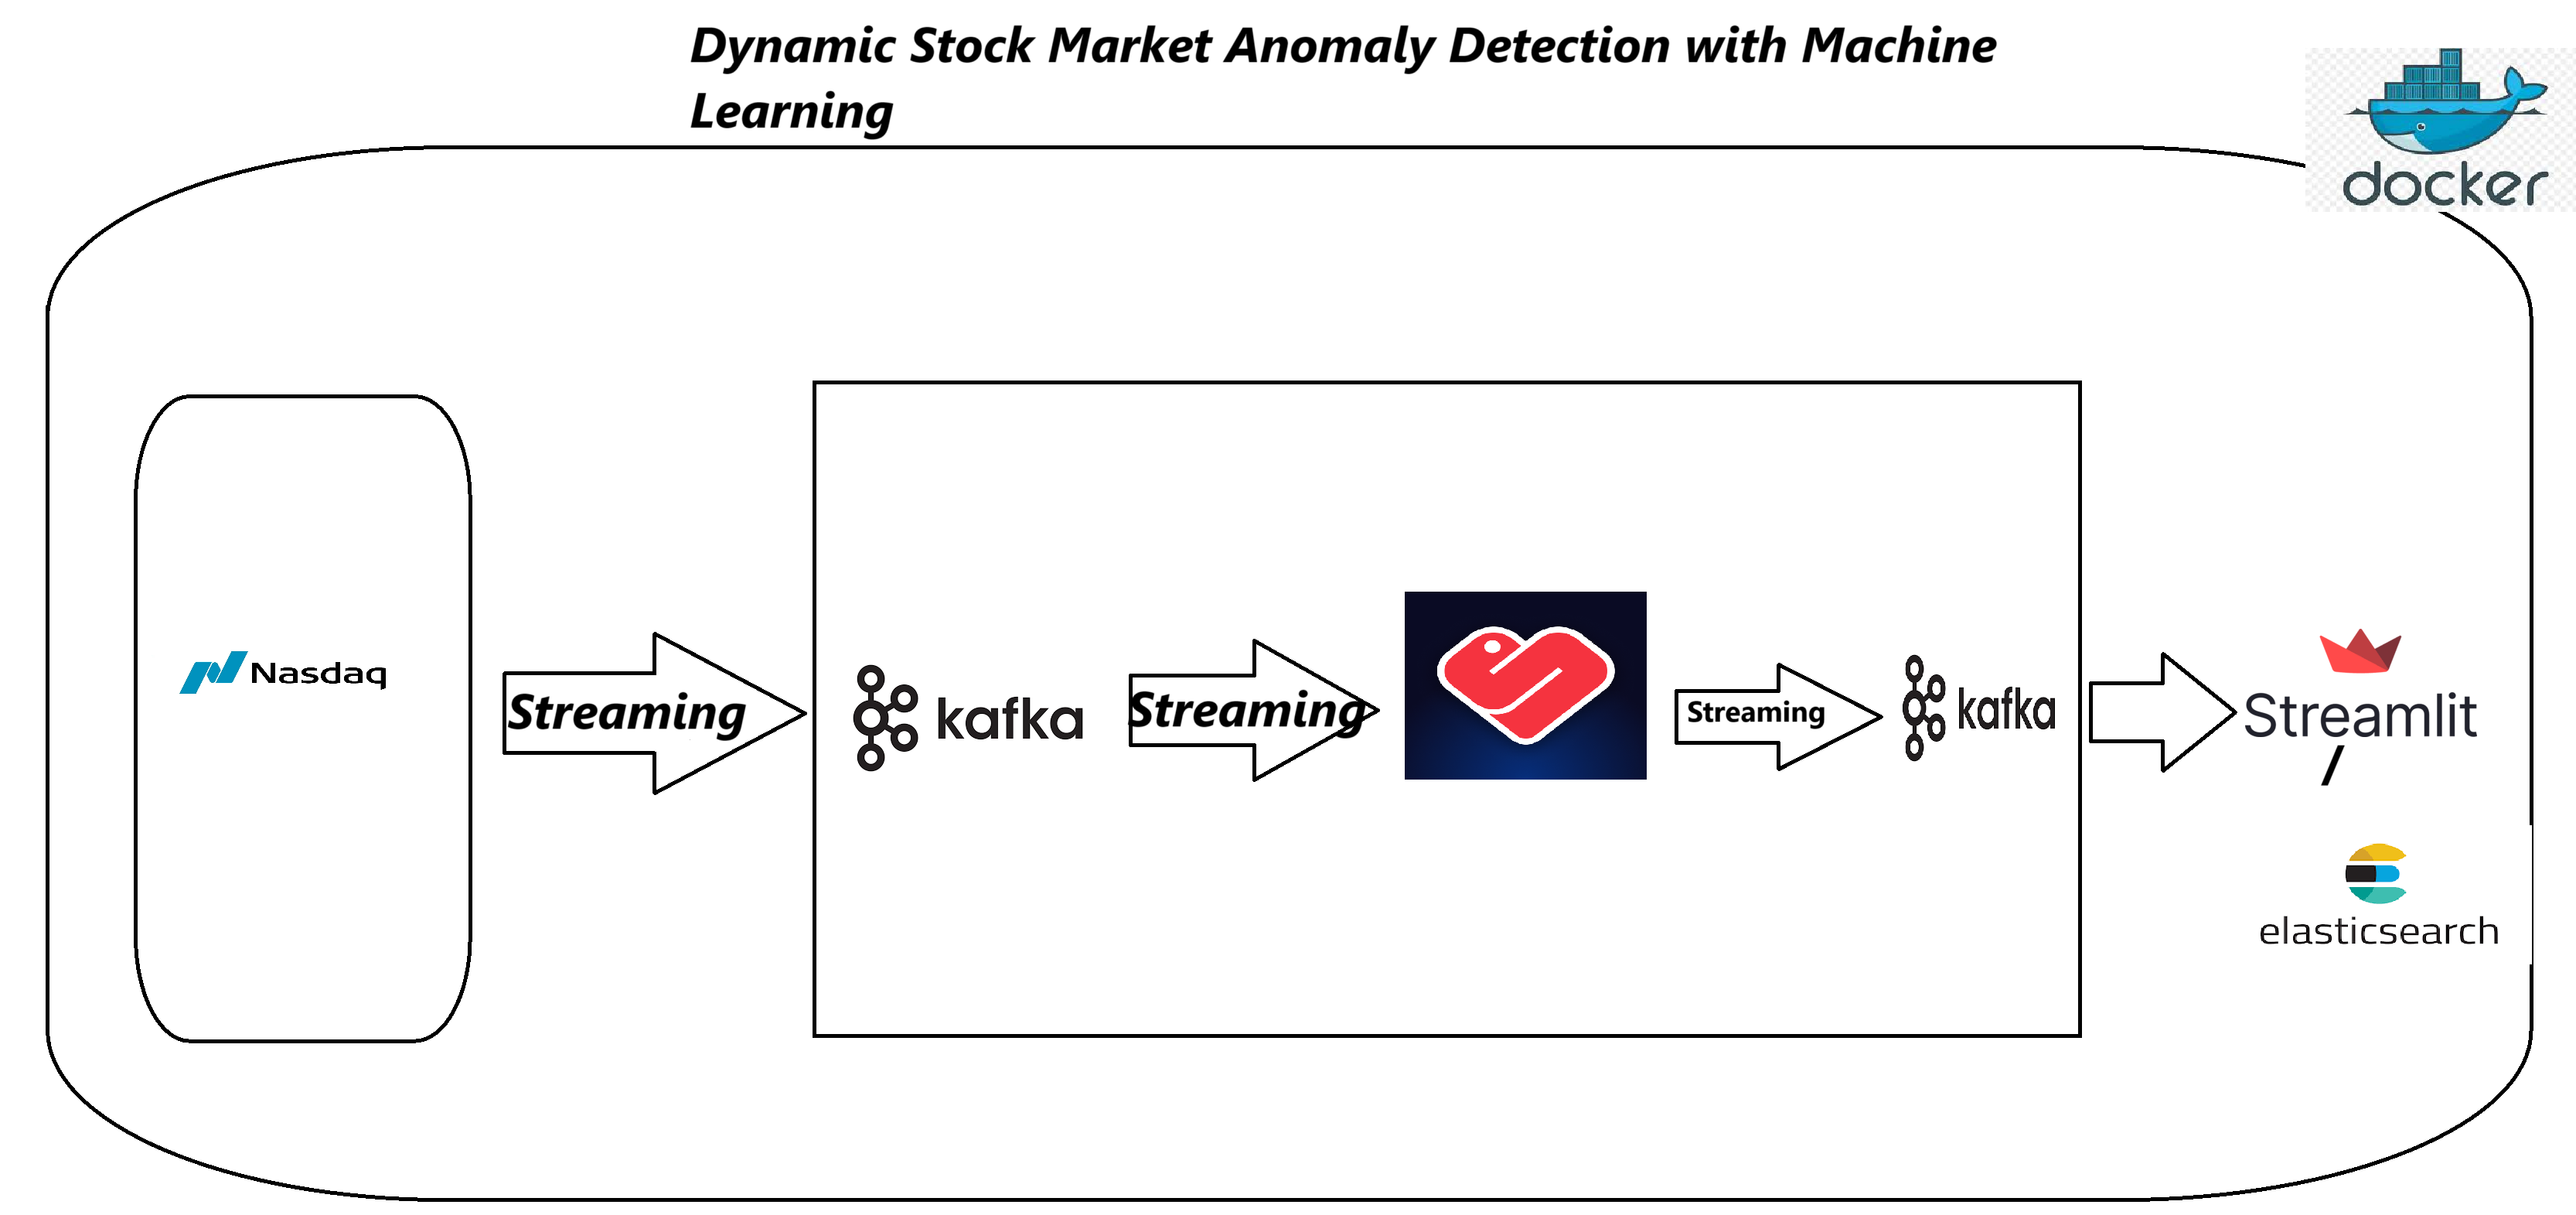 Dynamic Stock Market Anomaly Detection with Machine
Learning
docker
Nasdaq
Streaming
kafka
Streaming
Streaming
kafka
Streamlit
/
elasticsearch